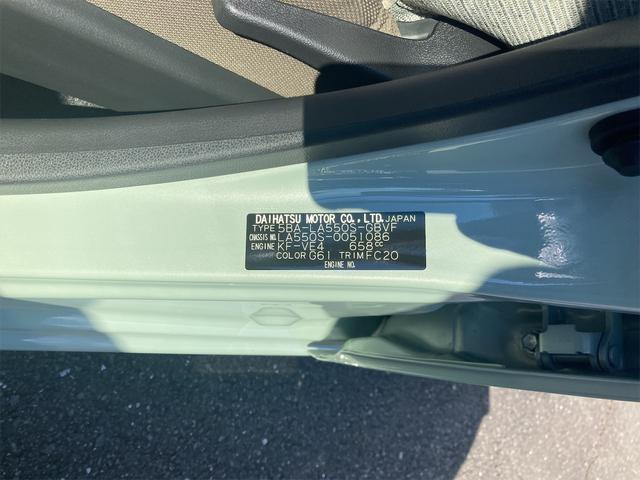 DAIHATSU MOTOR CO.,LTD. JAPAN
TYPE 5BA-LA550S-GBVF
CHASSIS NO. LA550S-0051086
ENGINE KF-VE4 658cc
COLOR G61 TRIM FC20
ENGINE NO.